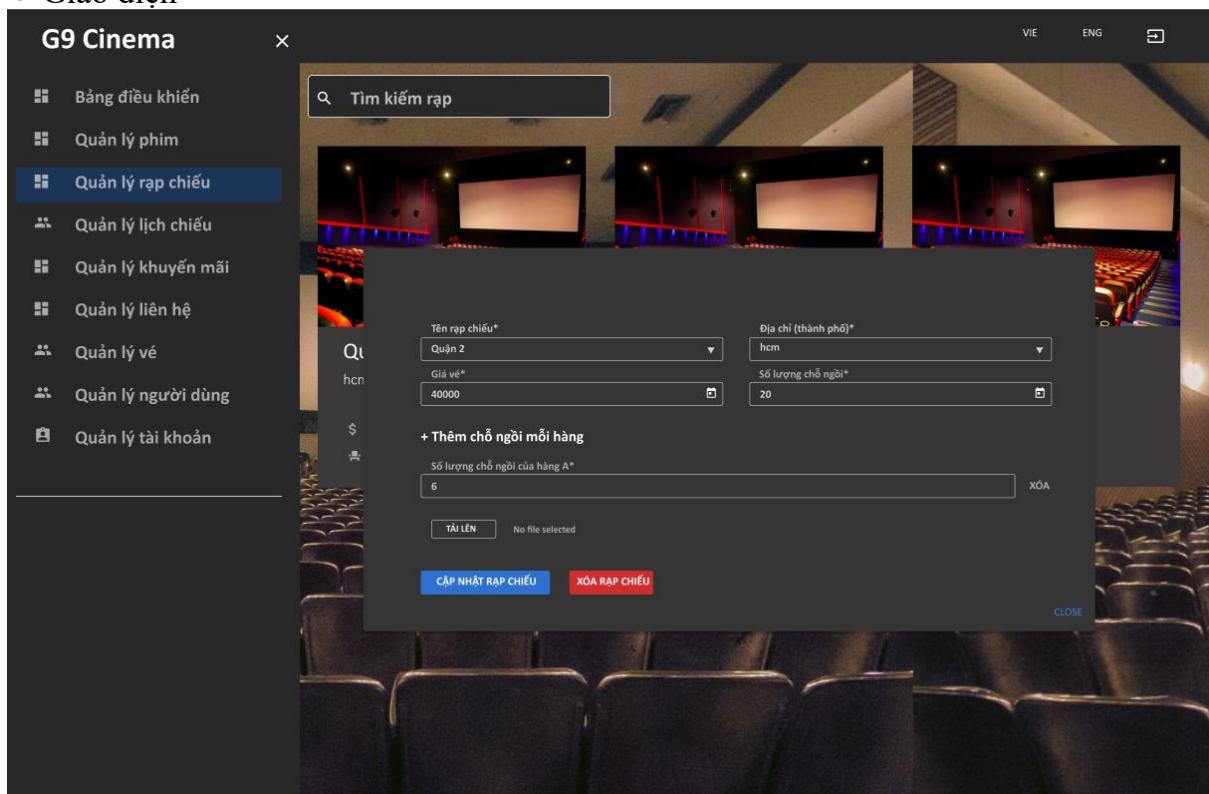 G9 Cinema ×
VIE ENG
Bảng điều khiển
Quản lý phim
Quản lý rạp chiếu
Quản lý lịch chiếu
Quản lý khuyến mãi
Quản lý liên hệ
Quản lý vé
Quản lý người dùng
Quản lý tài khoản
Tìm kiếm rạp
$
Tên rạp chiếu* Địa chỉ (thành phố)*
Quận 2 hcm
Giá vé* Số lượng chỗ ngồi*
40000 20
+ Thêm chỗ ngồi mỗi hàng
Số lượng chỗ ngồi của hàng A*
6 XÓA
TẢI LÊN No file selected
CẬP NHẬT RẠP CHIẾU XÓA RẠP CHIẾU
CLOSE